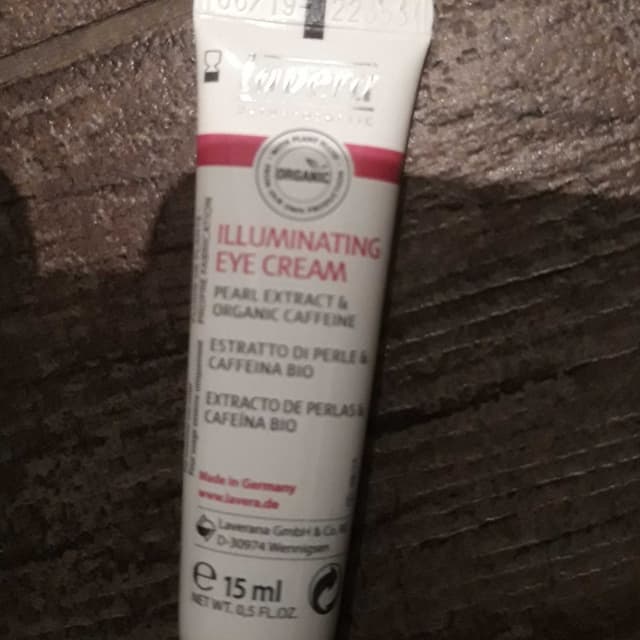 lavera
ORGANIC
ILLUMINATING
EYE CREAM
PEARL EXTRACT &
ORGANIC CAFFEINE
ESTRATTO DI PERLE &
CAFFEINA BIO
EXTRACTO DE PERLAS &
CAFEÍNA BIO
Made in Germany
www.lavera.de
Laverana GmbH & Co.
D-30974 Wennigsen
e 15 ml
NET WT. 0.5 FL.OZ.